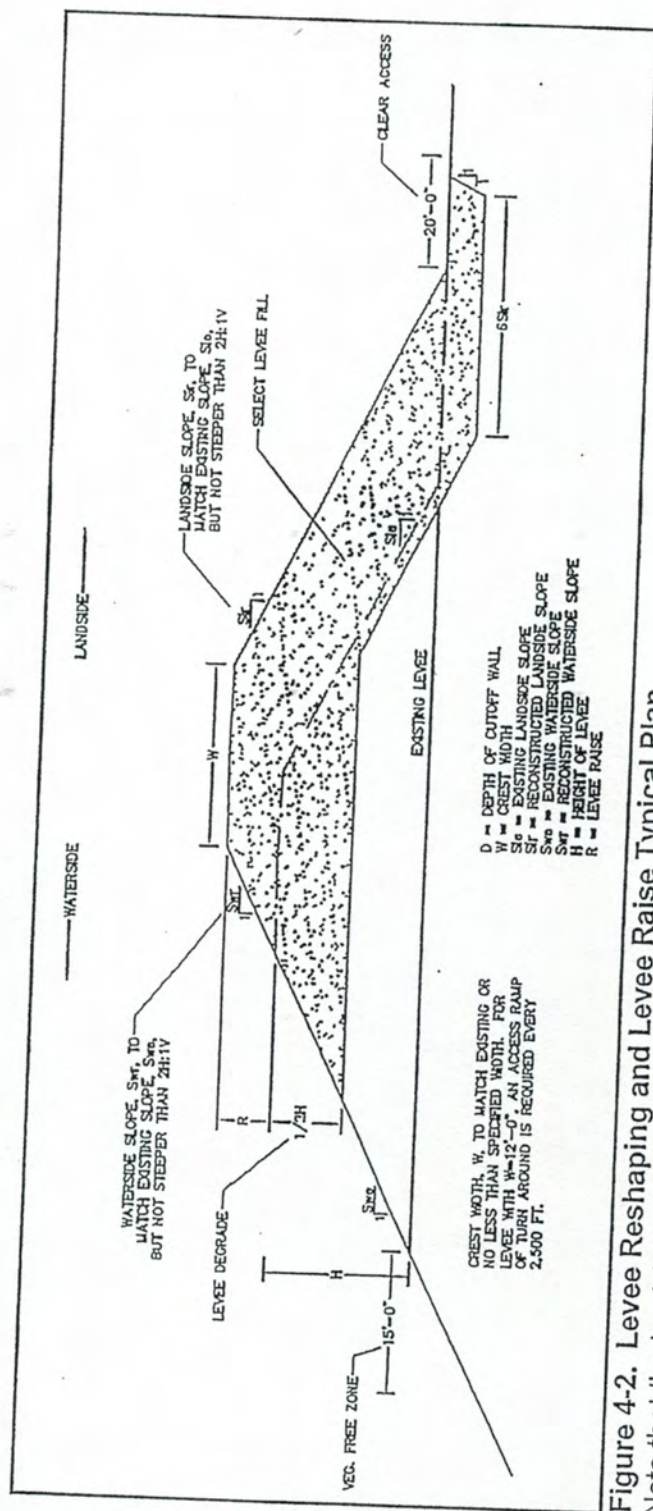 WATERSIDE
LANDSIDE
WATERSIDE SLOPE, Swr, TO
MATCH EXISTING SLOPE, Swo,
BUT NOT STEEPER THAN 2H:1V
LANDSIDE SLOPE, Slr, TO
MATCH EXISTING SLOPE, Slo,
BUT NOT STEEPER THAN 2H:1V
LEVEE DEGRADE
VEG. FREE ZONE
15'-0"
H
R
1/2H
Swo
1
Swr
1
W
Slr
1
SELECT LEVEE FILL
Slo
1
20'-0"
CLEAR ACCESS
6Slr
1
1
EXISTING LEVEE
CREST WIDTH, W, TO MATCH EXISTING OR
NO LESS THAN SPECIFIED WIDTH. FOR
LEVEE WITH W=12'-0", AN ACCESS RAMP
OF TURN AROUND IS REQUIRED EVERY
2,500 FT.
D = DEPTH OF CUTOFF WALL
W = CREST WIDTH
Slo = EXISTING LANDSIDE SLOPE
Slr = RECONSTRUCTED LANDSIDE SLOPE
Swo = EXISTING WATERSIDE SLOPE
Swr = RECONSTRUCTED WATERSIDE SLOPE
H = HEIGHT OF LEVEE
R = LEVEE RAISE
Figure 4-2. Levee Reshaping and Levee Raise Typical Plan